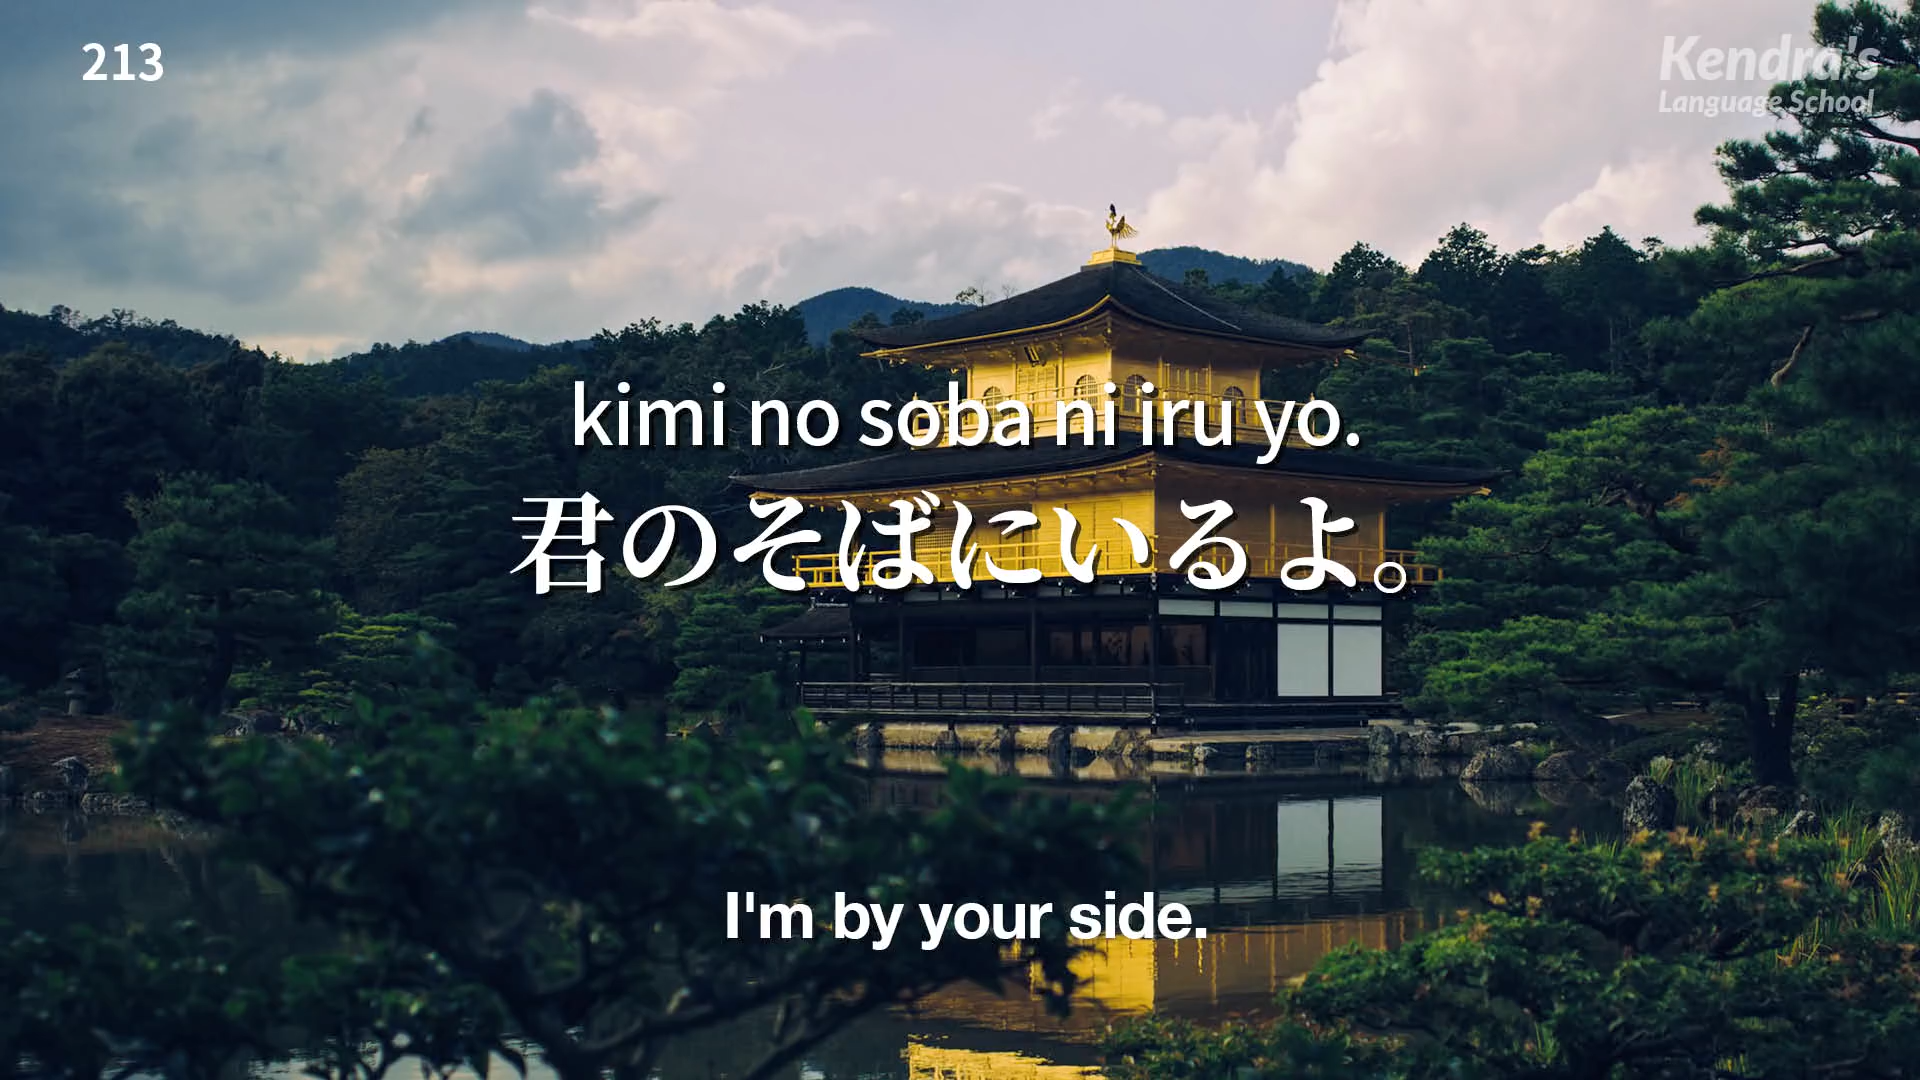 213
Kendra's
Language School
kimi no soba ni iru yo.
君のそばにいるよ。
I'm by your side.